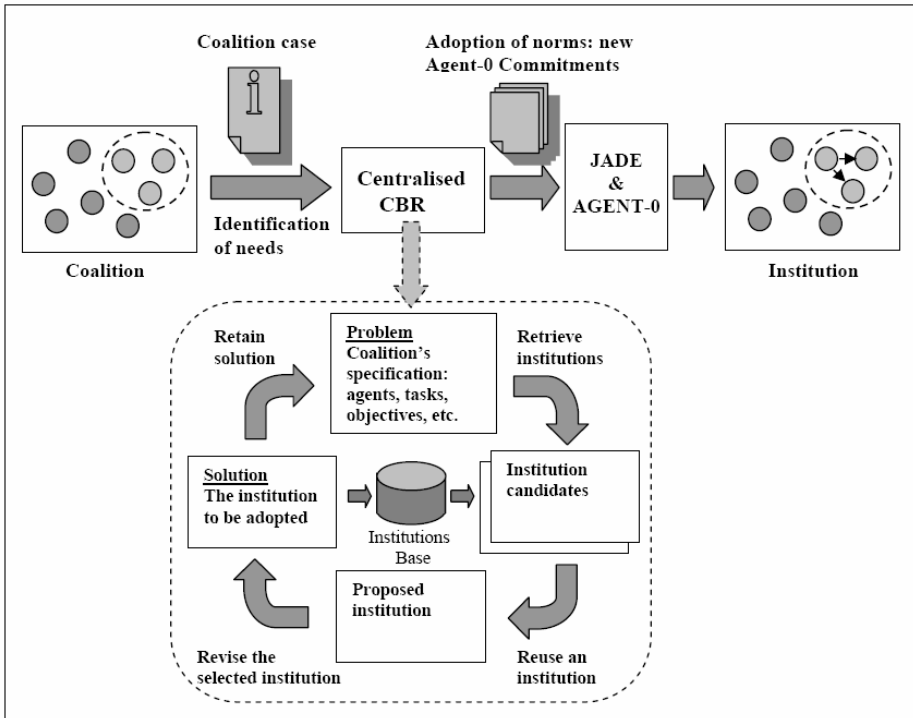 Coalition case
Adoption of norms: new
Agent-0 Commitments
i
Centralised
CBR
JADE
&
AGENT-0
Identification
of needs
Coalition
Institution
Retain
solution
Problem
Coalition's
specification:
agents, tasks,
objectives, etc.
Retrieve
institutions
Solution
The institution
to be adopted
Institutions
Base
Institution
candidates
Proposed
institution
Revise the
selected institution
Reuse an
institution